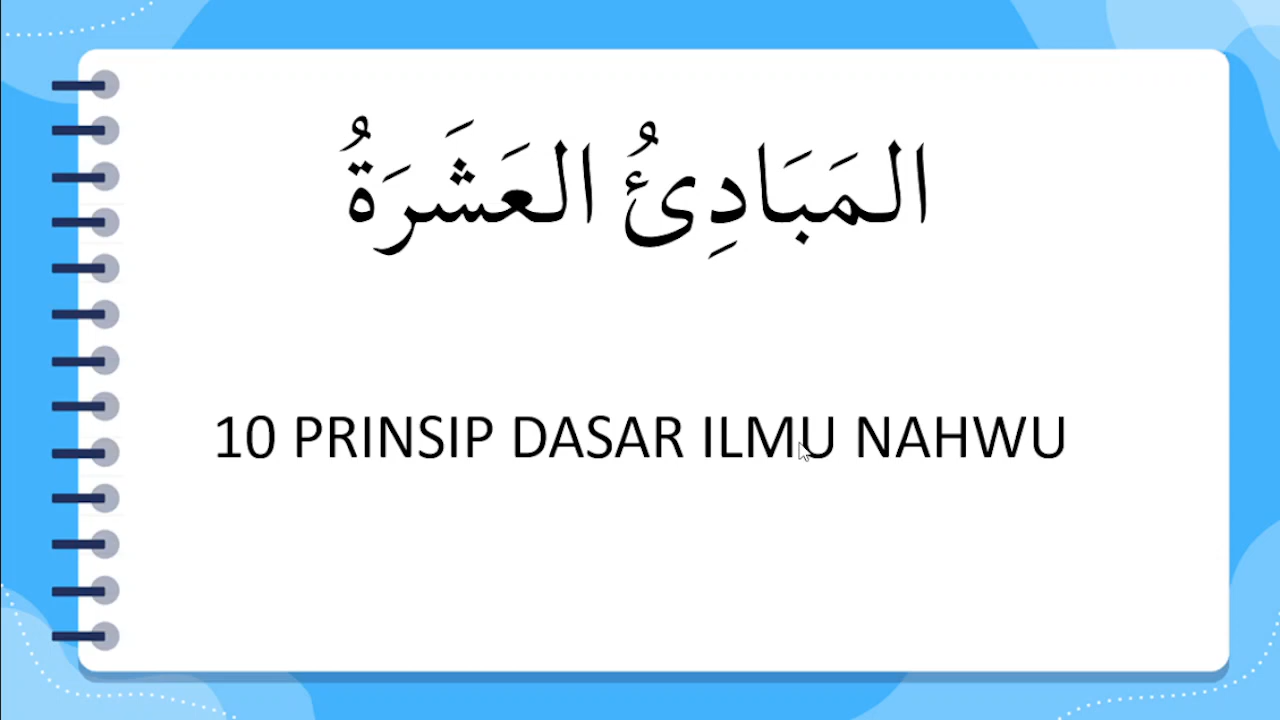 المَبَادِئُ العَشَرَةُ
10 PRINSIP DASAR ILMU NAHWU